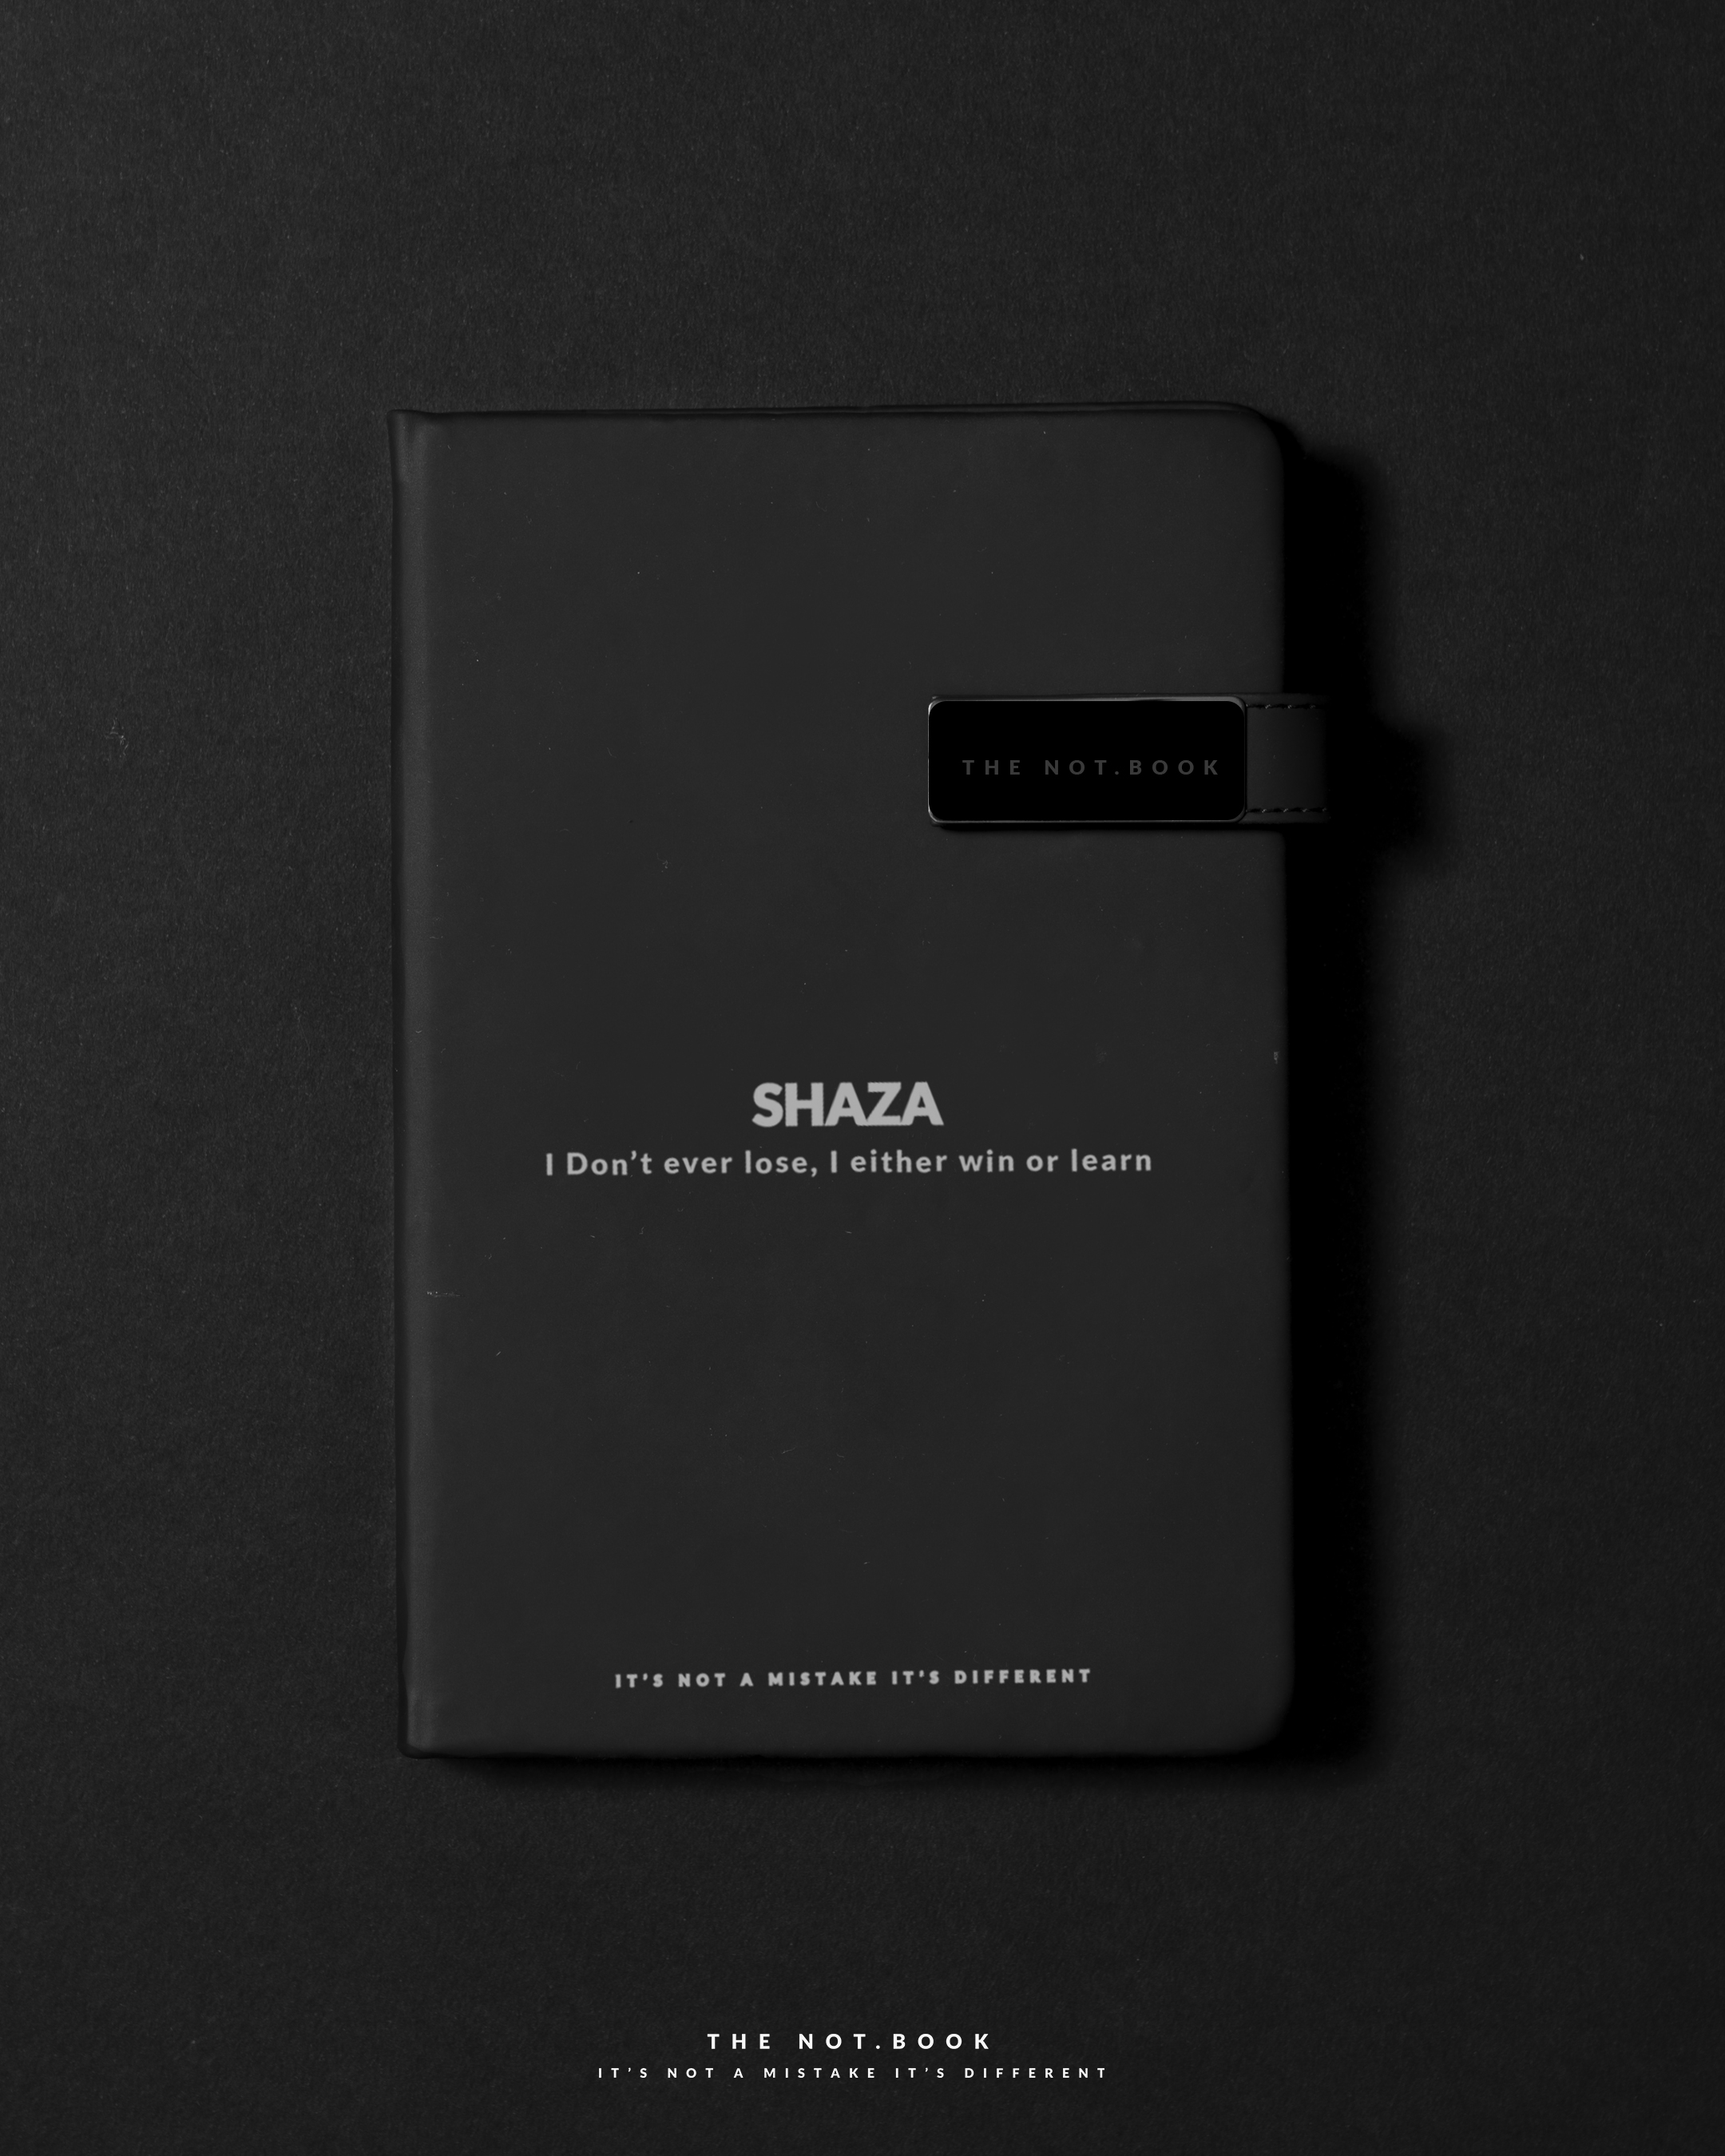 THE NOT.BOOK
SHAZA
I Don’t ever lose, I either win or learn
IT’S NOT A MISTAKE IT’S DIFFERENT
THE NOT.BOOK
IT’S NOT A MISTAKE IT’S DIFFERENT